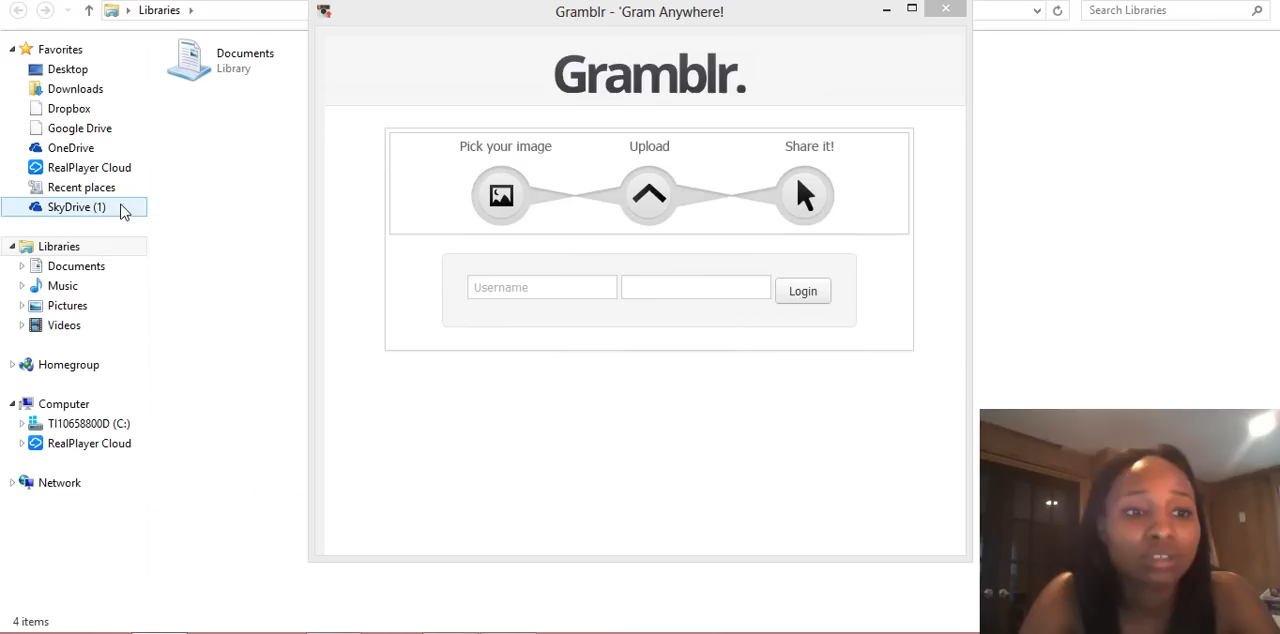 Libraries
Gramblr - 'Gram Anywhere!
Search Libraries
Favorites
Desktop
Downloads
Dropbox
Google Drive
OneDrive
RealPlayer Cloud
Recent places
SkyDrive (1)
Libraries
Documents
Music
Pictures
Videos
Homegroup
Computer
TI10658800D (C:)
RealPlayer Cloud
Network
4 items
Documents
Library
Gramblr.
Pick your image
Upload
Share it!
Username
Login